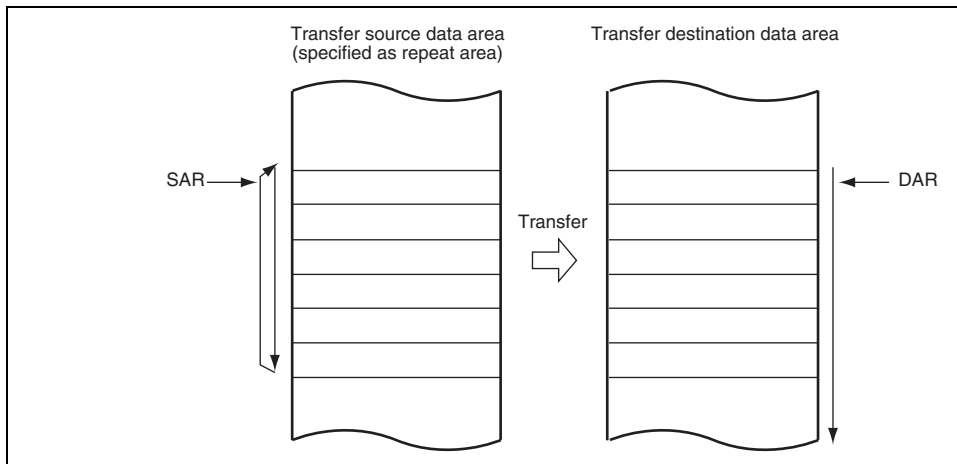 Transfer source data area
(specified as repeat area)
Transfer destination data area
SAR
Transfer
DAR